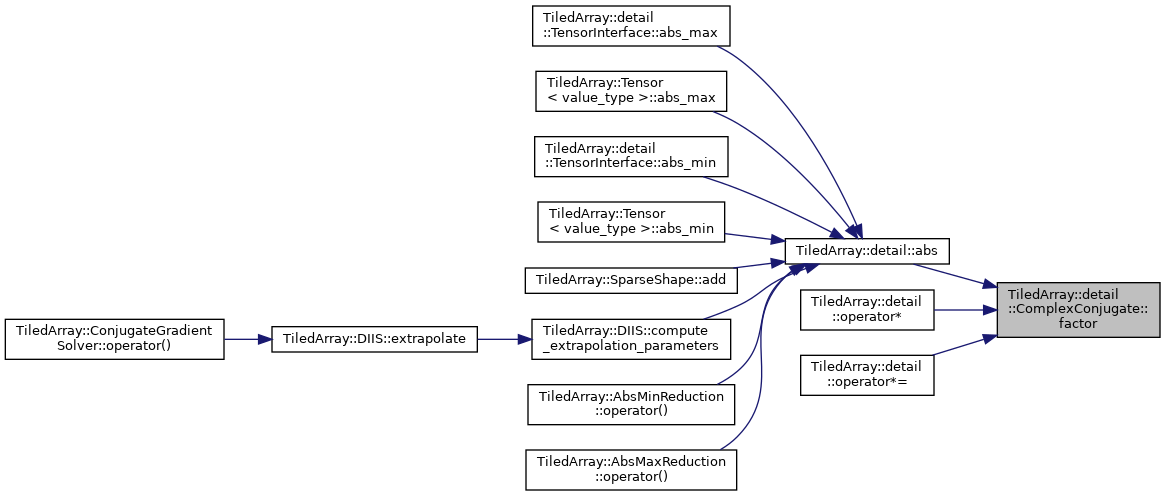 TiledArray::detail
::TensorInterface::abs_max
TiledArray::Tensor
< value_type >::abs_max
TiledArray::detail
::TensorInterface::abs_min
TiledArray::Tensor
< value_type >::abs_min
TiledArray::detail::abs
TiledArray::SparseShape::add
TiledArray::detail
::ComplexConjugate::
factor
TiledArray::detail
::operator*
TiledArray::ConjugateGradient
Solver::operator()
TiledArray::DIIS::extrapolate
TiledArray::DIIS::compute
_extrapolation_parameters
TiledArray::detail
::operator*=
TiledArray::AbsMinReduction
::operator()
TiledArray::AbsMaxReduction
::operator()